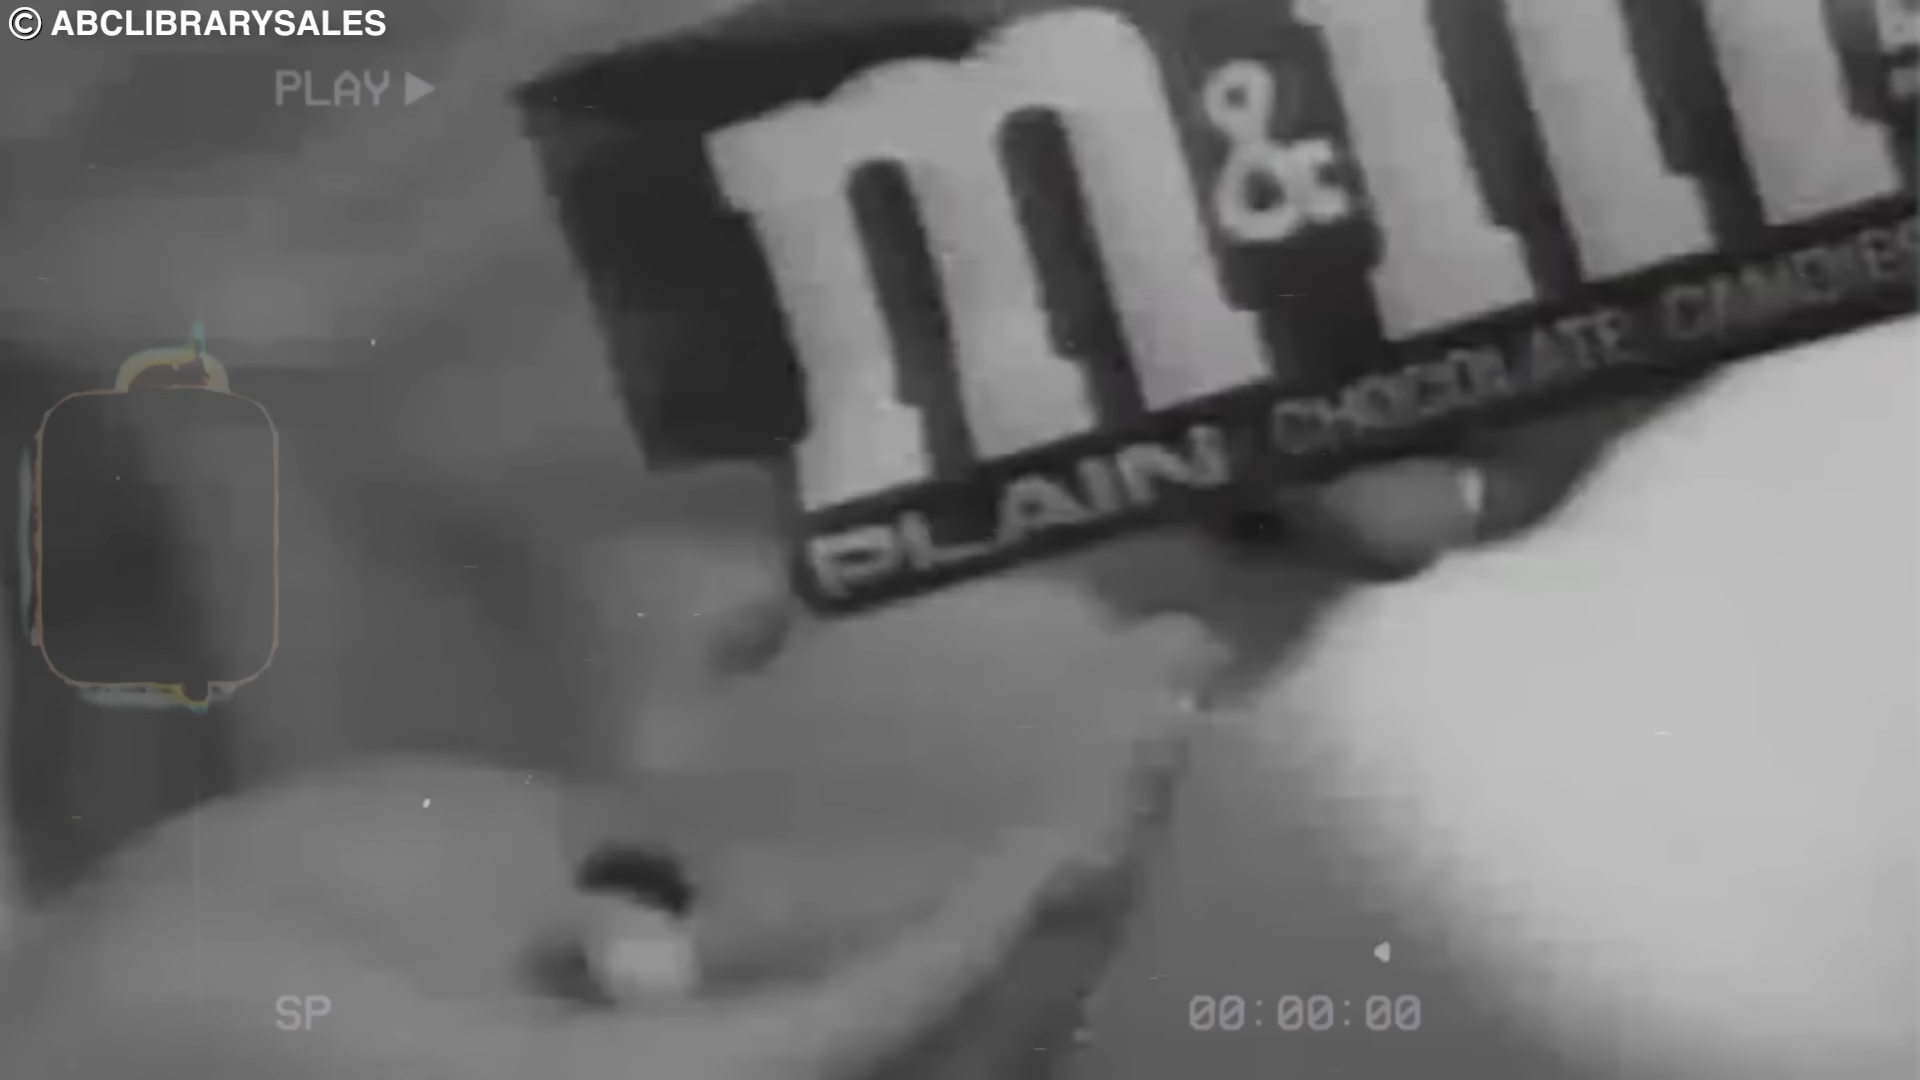 © ABCLIBRARYSALES
PLAY
m&m
PLAIN CHOCOLATE CANDIES
SP
00:00:00